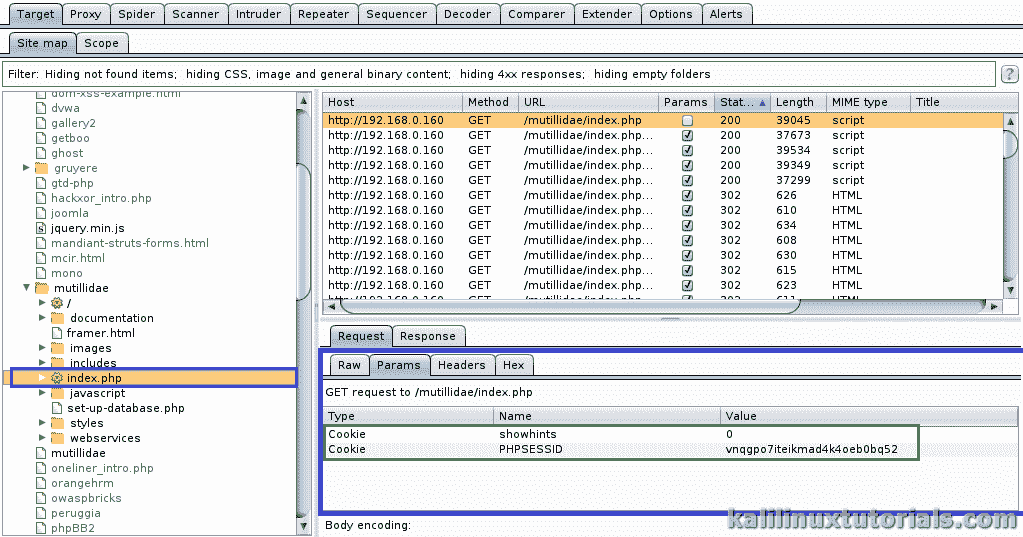 Target Proxy Spider Scanner Intruder Repeater Sequencer Decoder Comparer Extender Options Alerts
Site map Scope
Filter: Hiding not found items; hiding CSS, image and general binary content; hiding 4xx responses; hiding empty folders ?
dom-xss-example.html
dvwa
gallery2
getboo
ghost
gruyere
gtd-php
hackxor_intro.php
joomla
jquery.min.js
mandiant-struts-forms.html
mcir.html
mono
mutillidae
/
documentation
framer.html
images
includes
index.php
javascript
set-up-database.php
styles
webservices
mutillidae
oneliner_intro.php
orangehrm
owaspbricks
peruggia
phpBB2
Host Method URL Params Stat... Length MIME type Title
http://192.168.0.160 GET /mutillidae/index.php 200 39045 script
http://192.168.0.160 GET /mutillidae/index.php... 200 37673 script
http://192.168.0.160 GET /mutillidae/index.php... 200 39534 script
http://192.168.0.160 GET /mutillidae/index.php... 200 39349 script
http://192.168.0.160 GET /mutillidae/index.php... 200 37299 script
http://192.168.0.160 GET /mutillidae/index.php... 302 626 HTML
http://192.168.0.160 GET /mutillidae/index.php... 302 610 HTML
http://192.168.0.160 GET /mutillidae/index.php... 302 634 HTML
http://192.168.0.160 GET /mutillidae/index.php... 302 608 HTML
http://192.168.0.160 GET /mutillidae/index.php... 302 630 HTML
http://192.168.0.160 GET /mutillidae/index.php... 302 615 HTML
http://192.168.0.160 GET /mutillidae/index.php... 302 623 HTML
http://192.168.0.160 GET /mutillidae/index.php... 302 611 HTML
Request Response
Raw Params Headers Hex
GET request to /mutillidae/index.php
Type Name Value
Cookie showhints 0
Cookie PHPSESSID vnqgpo7iteikmad4k4oeb0bq52
Body encoding:
kalilinuxtutorials.com